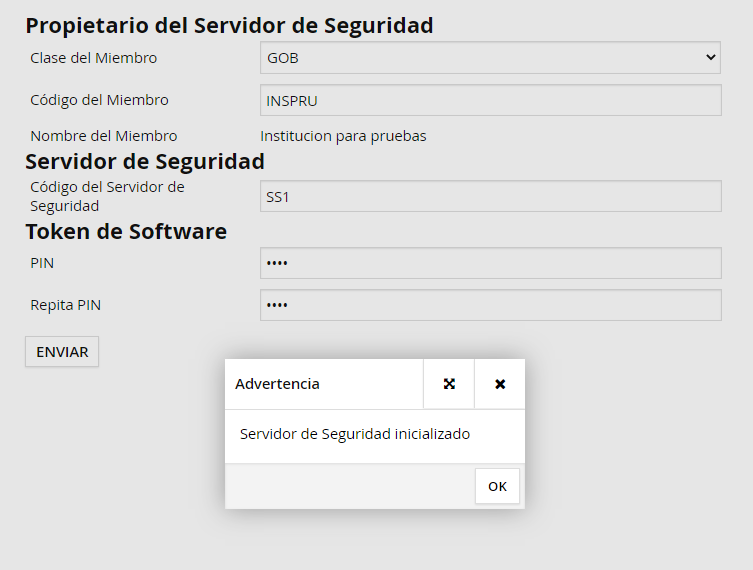 Propietario del Servidor de Seguridad
Clase del Miembro
GOB
Código del Miembro
INSPRU
Nombre del Miembro
Institucion para pruebas
Servidor de Seguridad
Código del Servidor de
Seguridad
SS1
Token de Software
PIN
••••
Repita PIN
••••
ENVIAR
Advertencia
Servidor de Seguridad inicializado
OK